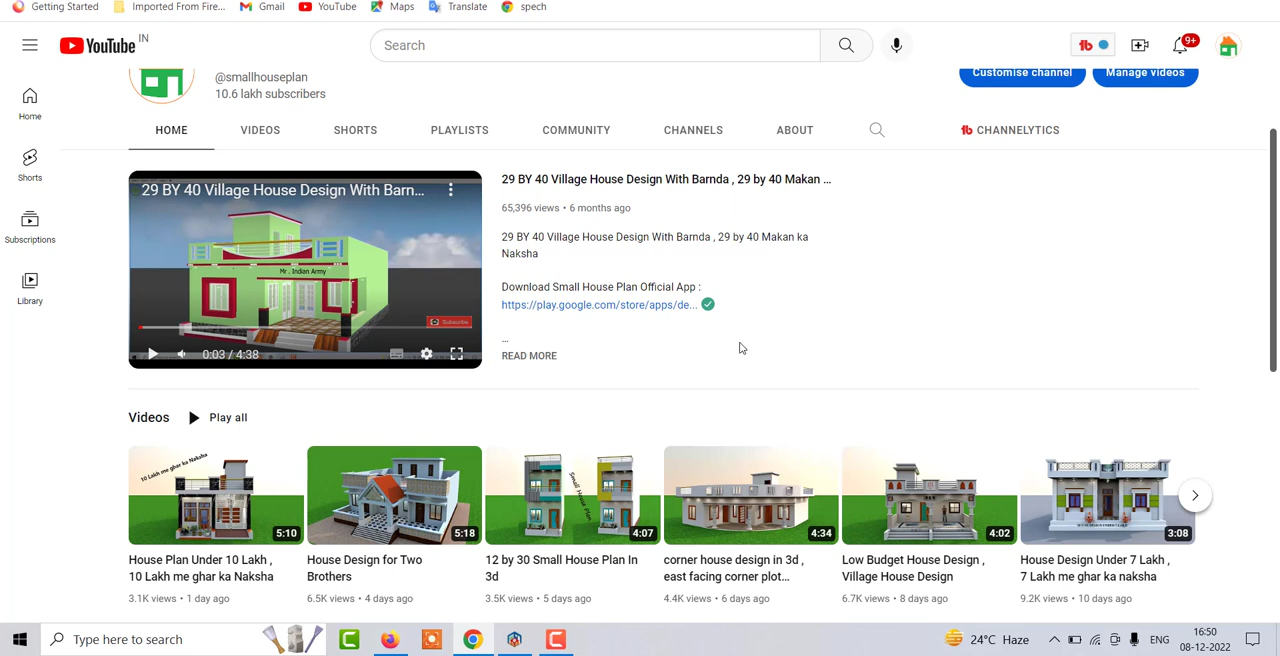 Getting Started
Imported From Fire...
Gmail
YouTube
Maps
Translate
spech
YouTube IN
Search
9+
Home
Shorts
Subscriptions
Library
@smallhouseplan
10.6 lakh subscribers
Customise channel
Manage videos
HOME
VIDEOS
SHORTS
PLAYLISTS
COMMUNITY
CHANNELS
ABOUT
CHANNELYTICS
29 BY 40 Village House Design With Barn...
Mr . Indian Army
Subscribe
0:03 / 4:38
29 BY 40 Village House Design With Barnda , 29 by 40 Makan ...
65,396 views • 6 months ago
29 BY 40 Village House Design With Barnda , 29 by 40 Makan ka
Naksha
Download Small House Plan Official App :
https://play.google.com/store/apps/de...
...
READ MORE
Videos
Play all
10 Lakh me ghar ka Naksha
5:10
House Plan Under 10 Lakh ,
10 Lakh me ghar ka Naksha
3.1K views • 1 day ago
5:18
House Design for Two
Brothers
6.5K views • 4 days ago
Small House Plan
4:07
12 by 30 Small House Plan In
3d
3.5K views • 5 days ago
4:34
corner house design in 3d ,
east facing corner plot...
4.4K views • 6 days ago
4:02
Low Budget House Design ,
Village House Design
6.7K views • 8 days ago
3:08
House Design Under 7 Lakh ,
7 Lakh me ghar ka naksha
9.2K views • 10 days ago
Type here to search
24°C Haze
ENG
16:50
08-12-2022